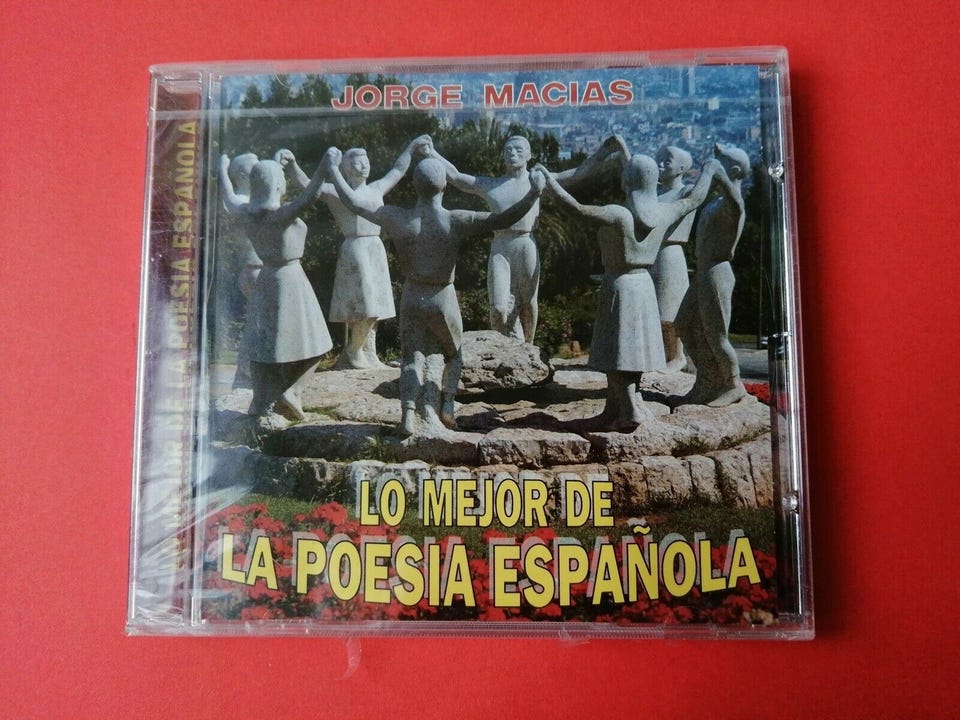 JORGE MACIAS
LO MEJOR DE
LA POESIA ESPAÑOLA
LO MEJOR DE LA POESIA ESPAÑOLA